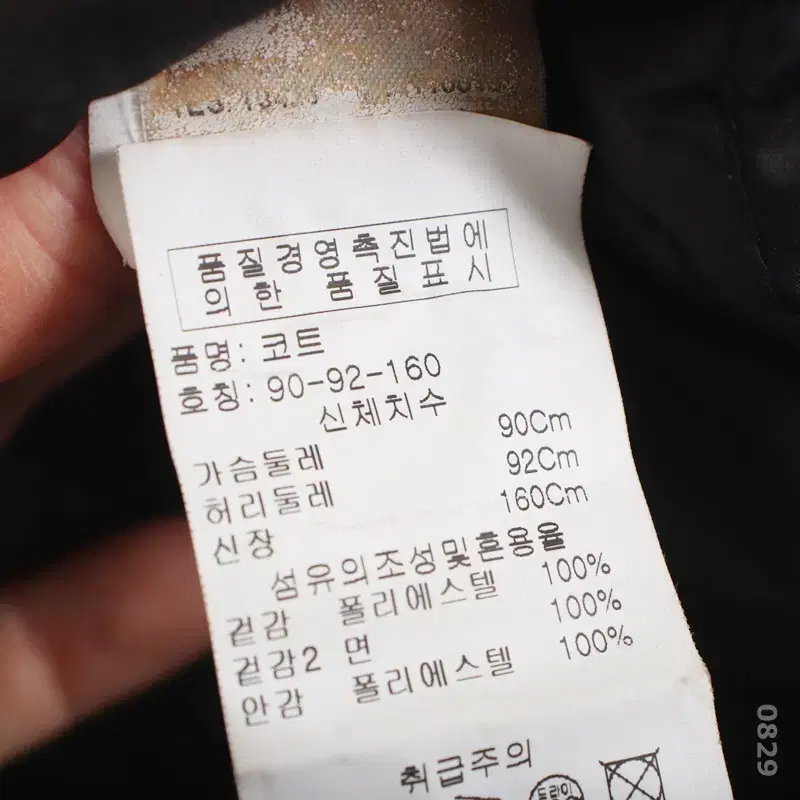 품질경영촉진법에
의한 품질표시
품명: 코트
호칭: 90-92-160
신체치수
가슴둘레 90Cm
허리둘레 92Cm
신장 160Cm
섬유의조성및혼용율
겉감 폴리에스텔 100%
겉감2 면 100%
안감 폴리에스텔 100%
취급주의
드라이
0829